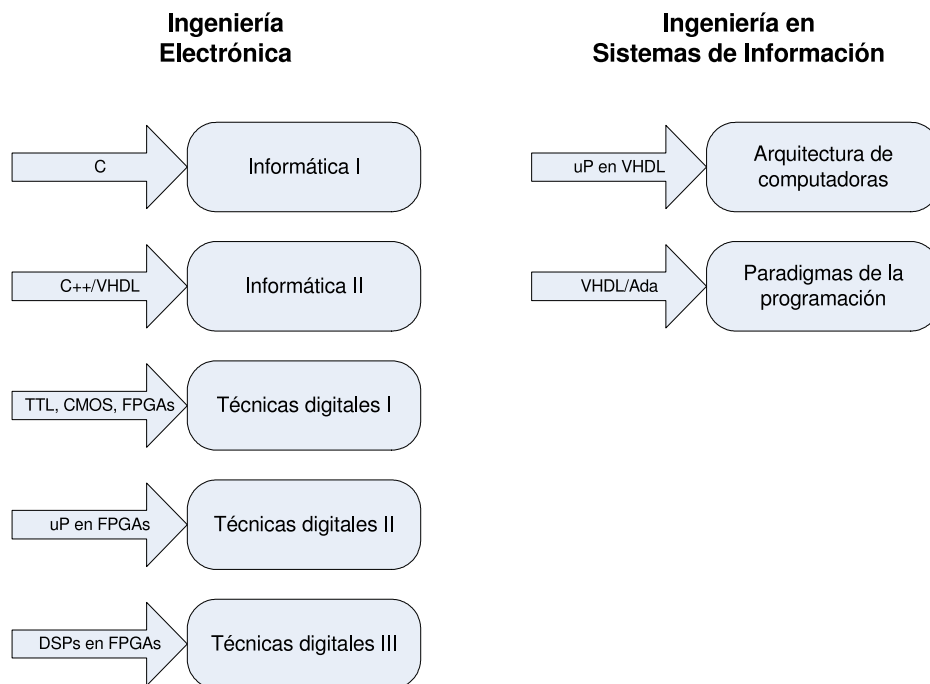 Ingeniería
Electrónica
C
Informática I
C++/VHDL
Informática II
TTL, CMOS, FPGAs
Técnicas digitales I
uP en FPGAs
Técnicas digitales II
DSPs en FPGAs
Técnicas digitales III
Ingeniería en
Sistemas de Información
uP en VHDL
Arquitectura de
computadoras
VHDL/Ada
Paradigmas de la
programación